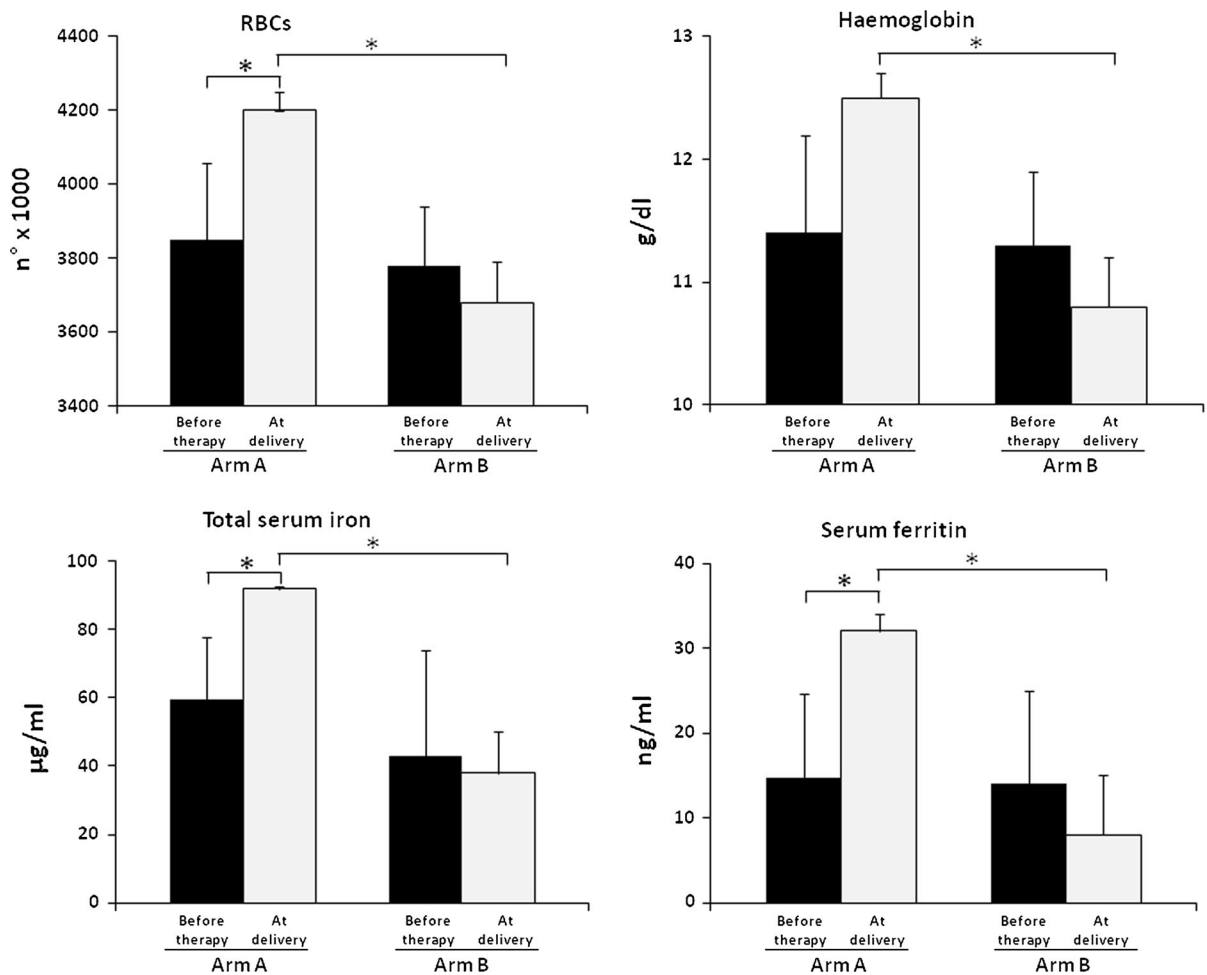 RBCs
4400
4200
4000
3800
3600
3400
n° x 1000
*
*
Before therapy
At delivery
Before therapy
At delivery
Arm A
Arm B
Haemoglobin
13
12
11
10
g/dl
*
Before therapy
At delivery
Before therapy
At delivery
Arm A
Arm B
Total serum iron
100
80
60
40
20
0
µg/ml
*
*
Before therapy
At delivery
Before therapy
At delivery
Arm A
Arm B
Serum ferritin
40
30
20
10
0
ng/ml
*
*
Before therapy
At delivery
Before therapy
At delivery
Arm A
Arm B